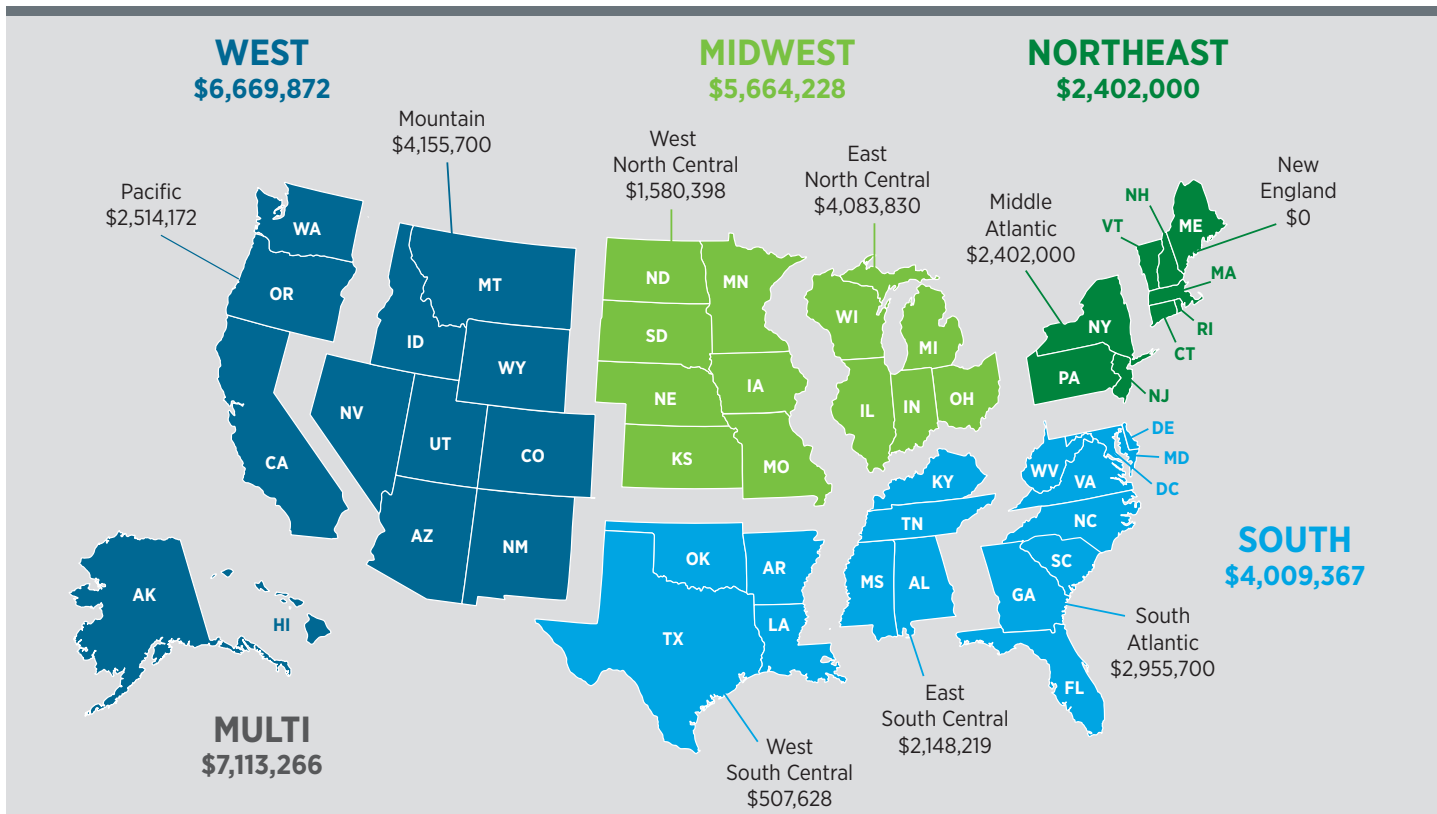 WEST
$6,669,872
MIDWEST
$5,664,228
NORTHEAST
$2,402,000
Mountain
$4,155,700
Pacific
$2,514,172
West
North Central
$1,580,398
East
North Central
$4,083,830
Middle
Atlantic
$2,402,000
New
England
$0
WA
OR
CA
NV
ID
MT
WY
UT
CO
AZ
NM
AK
HI
ND
SD
NE
KS
MN
IA
MO
WI
MI
IL
IN
OH
NH
VT
ME
MA
RI
CT
NY
PA
NJ
DE
MD
DC
WV
VA
KY
TN
NC
SC
GA
FL
MS
AL
OK
AR
TX
LA
SOUTH
$4,009,367
South
Atlantic
$2,955,700
East
South Central
$2,148,219
West
South Central
$507,628
MULTI
$7,113,266